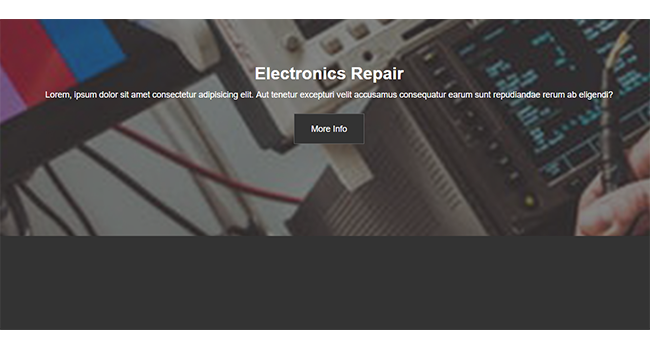 Electronics Repair
Lorem, ipsum dolor sit amet consectetur adipisicing elit. Aut tenetur excepturi velit accusamus consequatur earum sunt repudiandae rerum ab eligendi?
More Info